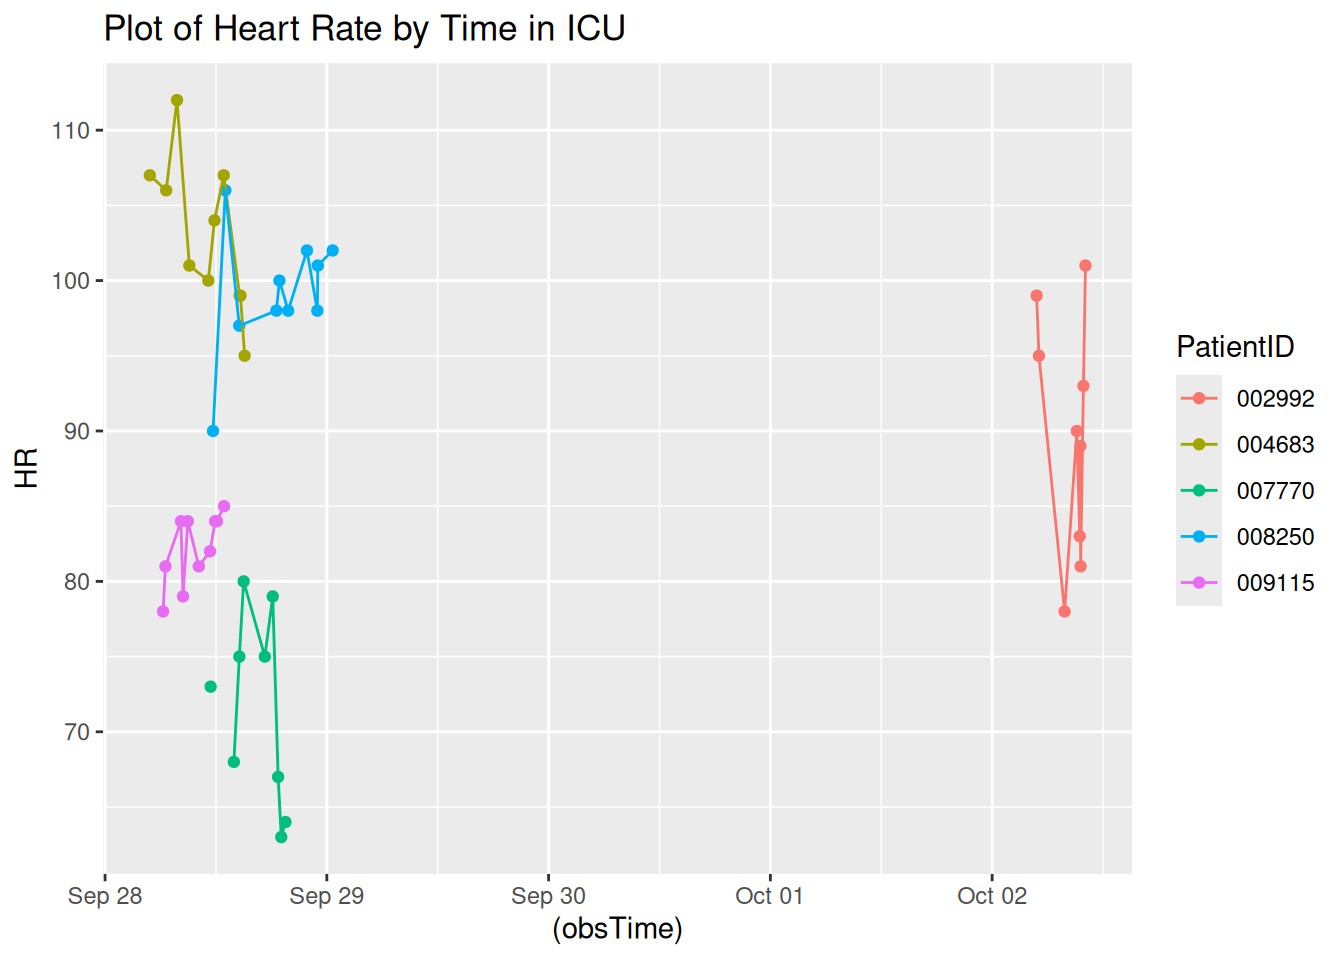 Plot of Heart Rate by Time in ICU
110
100
90
80
70
HR
Sep 28
Sep 29
Sep 30
Oct 01
Oct 02
(obsTime)
PatientID
002992
004683
007770
008250
009115